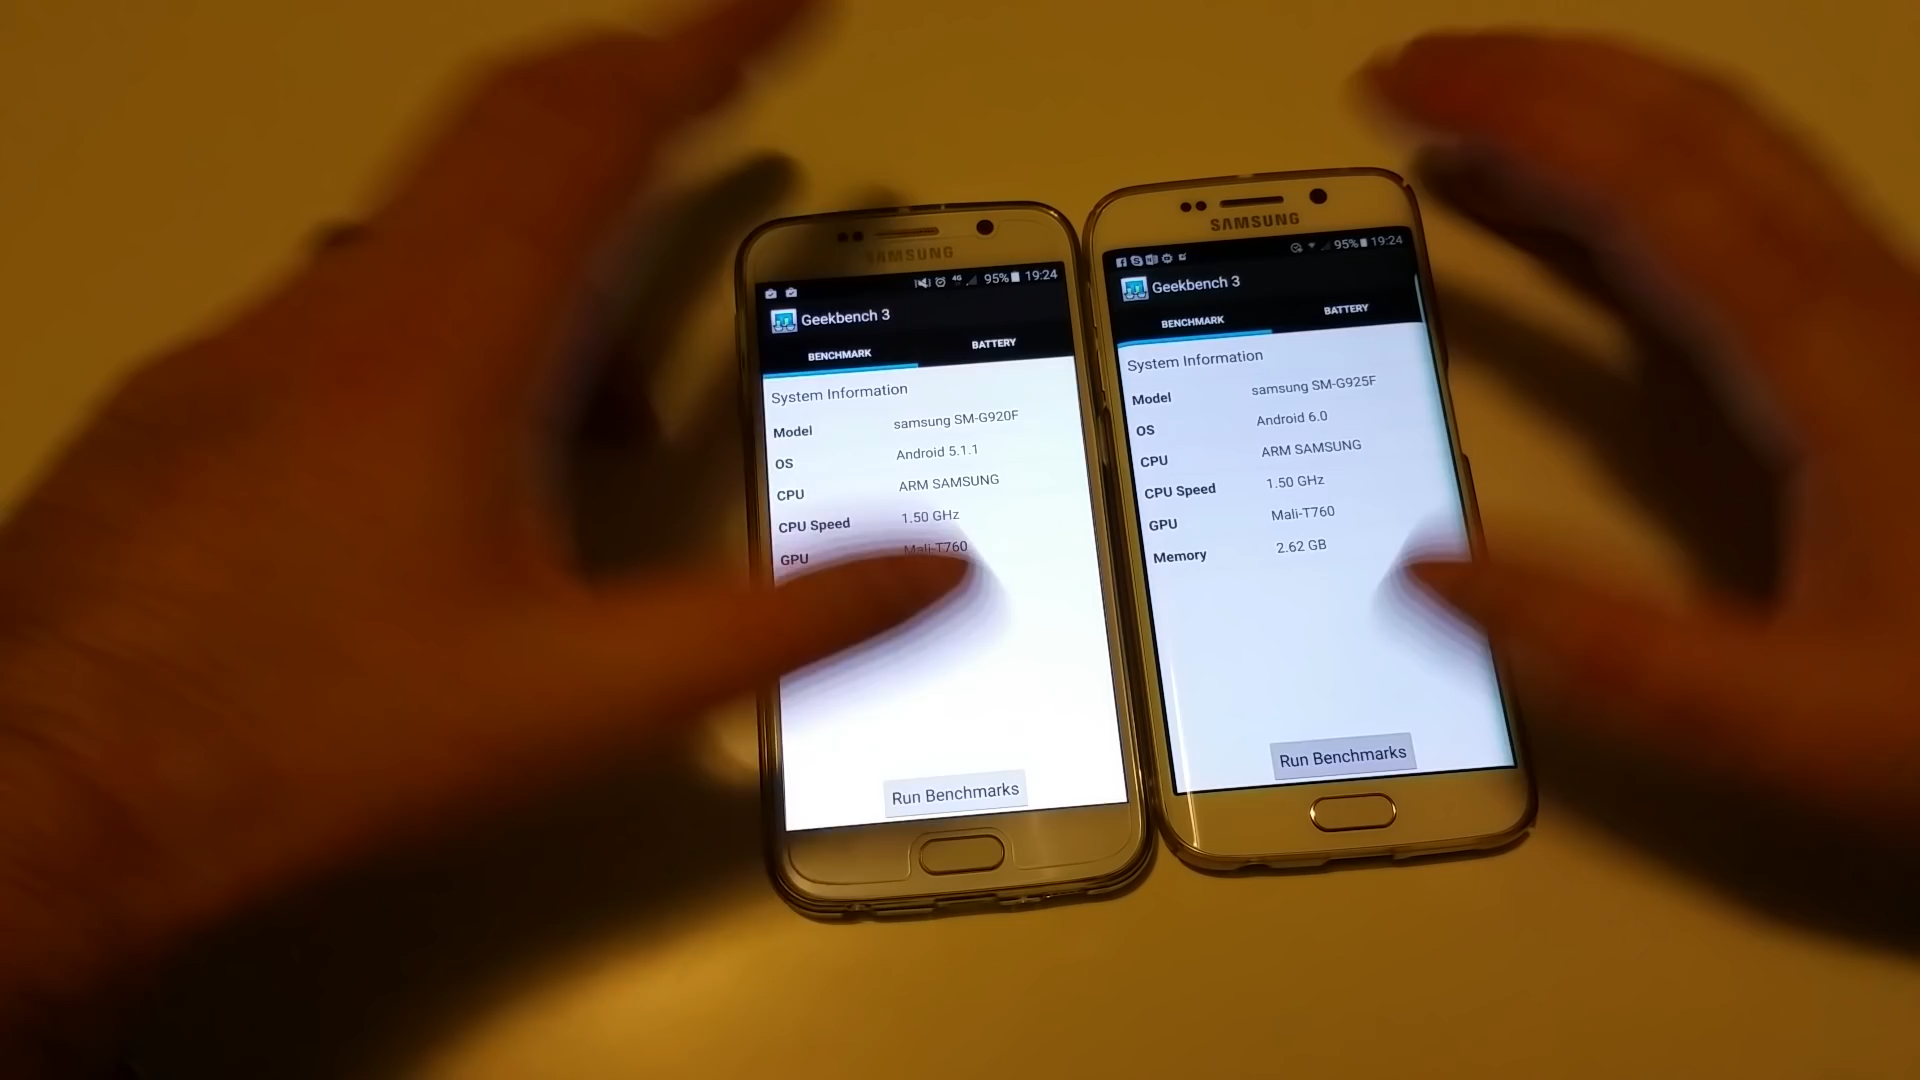 SAMSUNG
95% 19:24
Geekbench 3
BENCHMARK BATTERY
System Information
Model samsung SM-G920F
OS Android 5.1.1
CPU ARM SAMSUNG
CPU Speed 1.50 GHz
GPU Mali-T760
Run Benchmarks
SAMSUNG
95% 19:24
Geekbench 3
BENCHMARK BATTERY
System Information
Model samsung SM-G925F
OS Android 6.0
CPU ARM SAMSUNG
CPU Speed 1.50 GHz
GPU Mali-T760
Memory 2.62 GB
Run Benchmarks